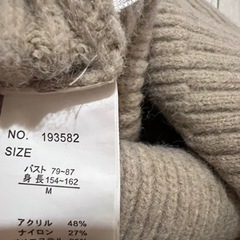 NO. 193582
SIZE
バスト 79~87
身長 154~162
M
アクリル 48%
ナイロン 27%